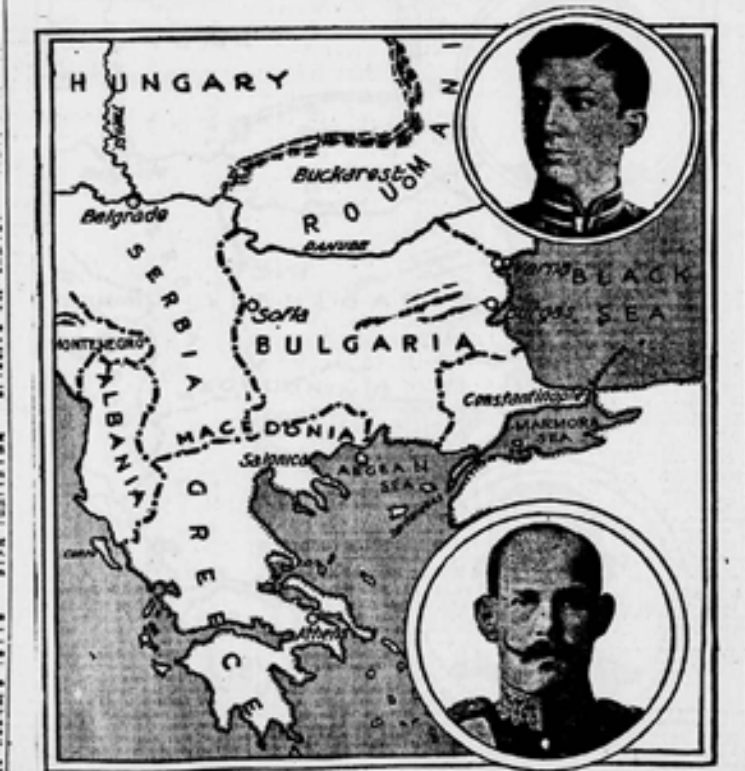 HUNGARY
Buckarest
ROUMANI
Belgrade
DANUBE
SERBIA
Varna
BLACK
SEA
Sofia
Burgas
BULGARIA
MONTENEGRO
ALBANIA
Constantinople
MARMORA
SEA
MACEDONIA
Salonica
AEGEAN
SEA
GREECE
Athens